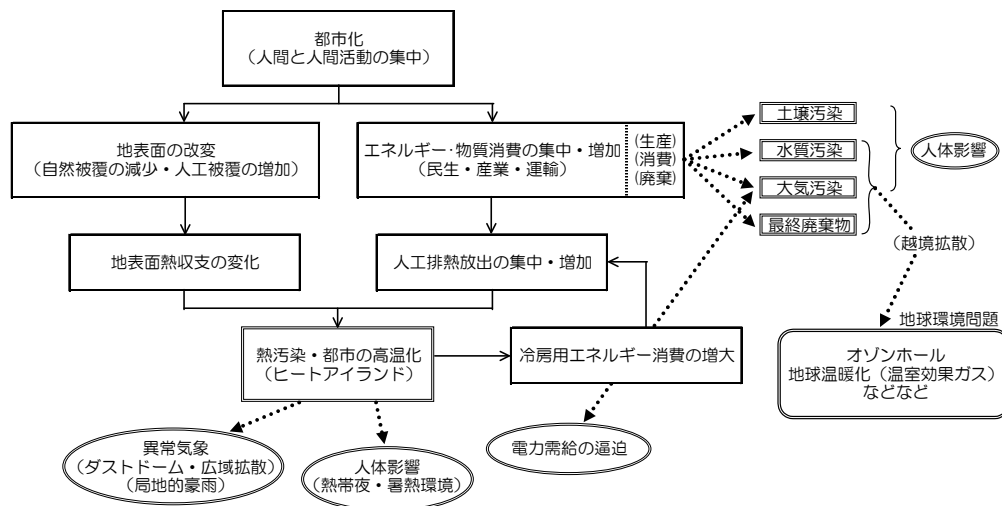 都市化
(人間と人間活動の集中)
地表面の改変
(自然被覆の減少・人工被覆の増加)
エネルギー・物質消費の集中・増加
(民生・産業・運輸)
(生産)
(消費)
(廃棄)
土壌汚染
水質汚染
大気汚染
最終廃棄物
人体影響
(越境拡散)
地表面熱収支の変化
人工排熱放出の集中・増加
熱汚染・都市の高温化
(ヒートアイランド)
冷房用エネルギー消費の増大
地球環境問題
オゾンホール
地球温暖化(温室効果ガス)
などなど
異常気象
(ダストドーム・広域拡散)
(局地的豪雨)
人体影響
(熱帯夜・暑熱環境)
電力需給の逼迫